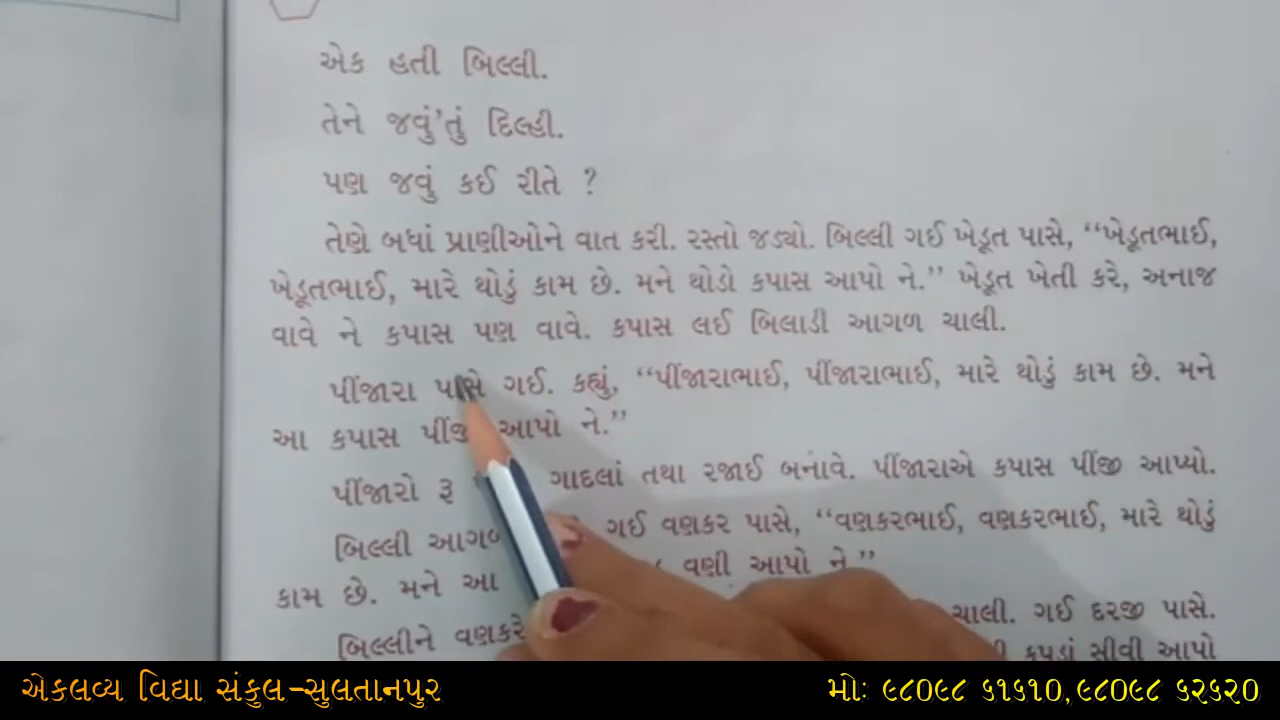 એક હતી બિલ્લી.
તેને જવું'તું દિલ્હી.
પણ જવું કઈ રીતે ?
તેણે બધાં પ્રાણીઓને વાત કરી. રસ્તો જડ્યો. બિલ્લી ગઈ ખેડૂત પાસે, “ખેડૂતભાઈ,
ખેડૂતભાઈ, મારે થોડું કામ છે. મને થોડો કપાસ આપો ને.” ખેડૂત ખેતી કરે, અનાજ
વાવે ને કપાસ પણ વાવે. કપાસ લઈ બિલાડી આગળ ચાલી.
પીંજારા પાસે ગઈ. કહ્યું, “પીંજારાભાઈ, પીંજારાભાઈ, મારે થોડું કામ છે. મને
આ કપાસ આપો ને.”
પીંજારો રૂ ગાદલાં તથા રજાઈ બનાવે. પીંજારાએ કપાસ પીંજી આપ્યો.
બિલ્લી ગઈ વણકર પાસે, “વણકરભાઈ, વણકરભાઈ, મારે થોડું
કામ છે. મને આ વણી આપો ને.”
બિલ્લીને ચાલી. ગઈ દરજી પાસે.
કપડાં સીવી આપો
એકલવ્ય વિદ્યા સંકુલ-સુલતાનપુર
મોઃ ૯૮૦૯૮ ૬૧૬૧૦,૯૮૦૯૮ ૬૨૬૨૦